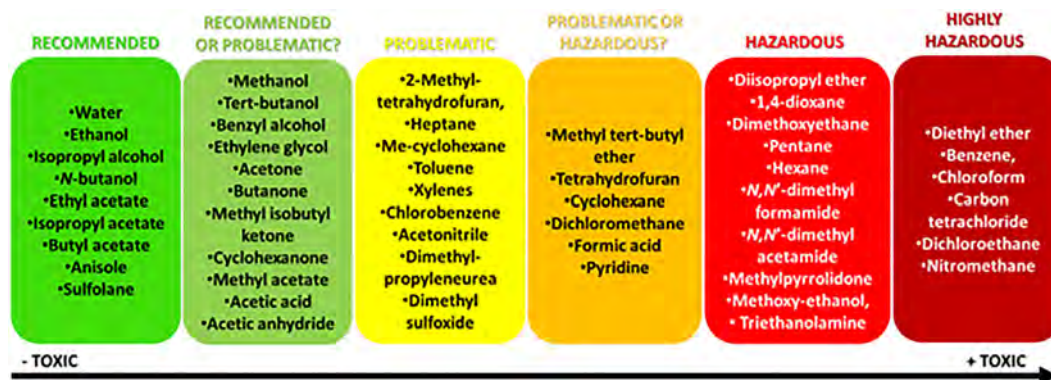 RECOMMENDED
•Water
•Ethanol
•Isopropyl alcohol
•N-butanol
•Ethyl acetate
•Isopropyl acetate
•Butyl acetate
•Anisole
•Sulfolane
RECOMMENDED
OR PROBLEMATIC?
•Methanol
•Tert-butanol
•Benzyl alcohol
•Ethylene glycol
•Acetone
•Butanone
•Methyl isobutyl
ketone
•Cyclohexanone
•Methyl acetate
•Acetic acid
•Acetic anhydride
PROBLEMATIC
•2-Methyl-
tetrahydrofuran,
•Heptane
•Me-cyclohexane
•Toluene
•Xylenes
•Chlorobenzene
•Acetonitrile
•Dimethyl-
propyleneurea
•Dimethyl
sulfoxide
PROBLEMATIC OR
HAZARDOUS?
•Methyl tert-butyl
ether
•Tetrahydrofuran
•Cyclohexane
•Dichloromethane
•Formic acid
•Pyridine
HAZARDOUS
•Diisopropyl ether
•1,4-dioxane
•Dimethoxyethane
•Pentane
•Hexane
•N,N'-dimethyl
formamide
•N,N'-dimethyl
acetamide
•Methylpyrrolidone
•Methoxy-ethanol,
• Triethanolamine
HIGHLY
HAZARDOUS
•Diethyl ether
•Benzene,
•Chloroform
•Carbon
tetrachloride
•Dichloroethane
•Nitromethane
- TOXIC
+ TOXIC